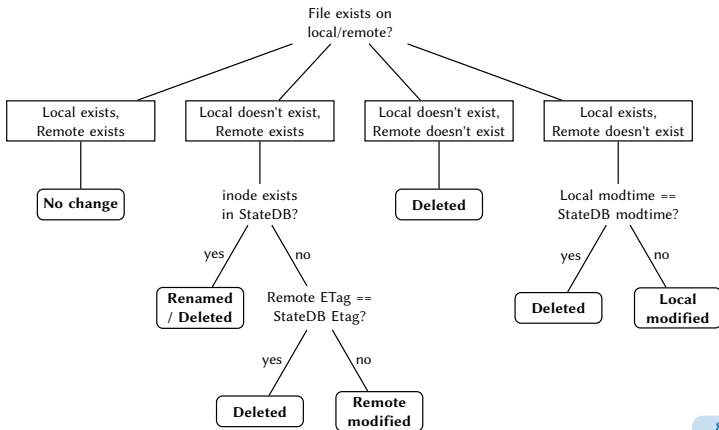 File exists on
local/remote?
Local exists,
Remote exists
Local doesn't exist,
Remote exists
Local doesn't exist,
Remote doesn't exist
Local exists,
Remote doesn't exist
No change
inode exists
in StateDB?
Deleted
Local modtime ==
StateDB modtime?
yes
no
yes
no
Renamed
/ Deleted
Remote ETag ==
StateDB Etag?
Deleted
Local
modified
yes
no
Deleted
Remote
modified